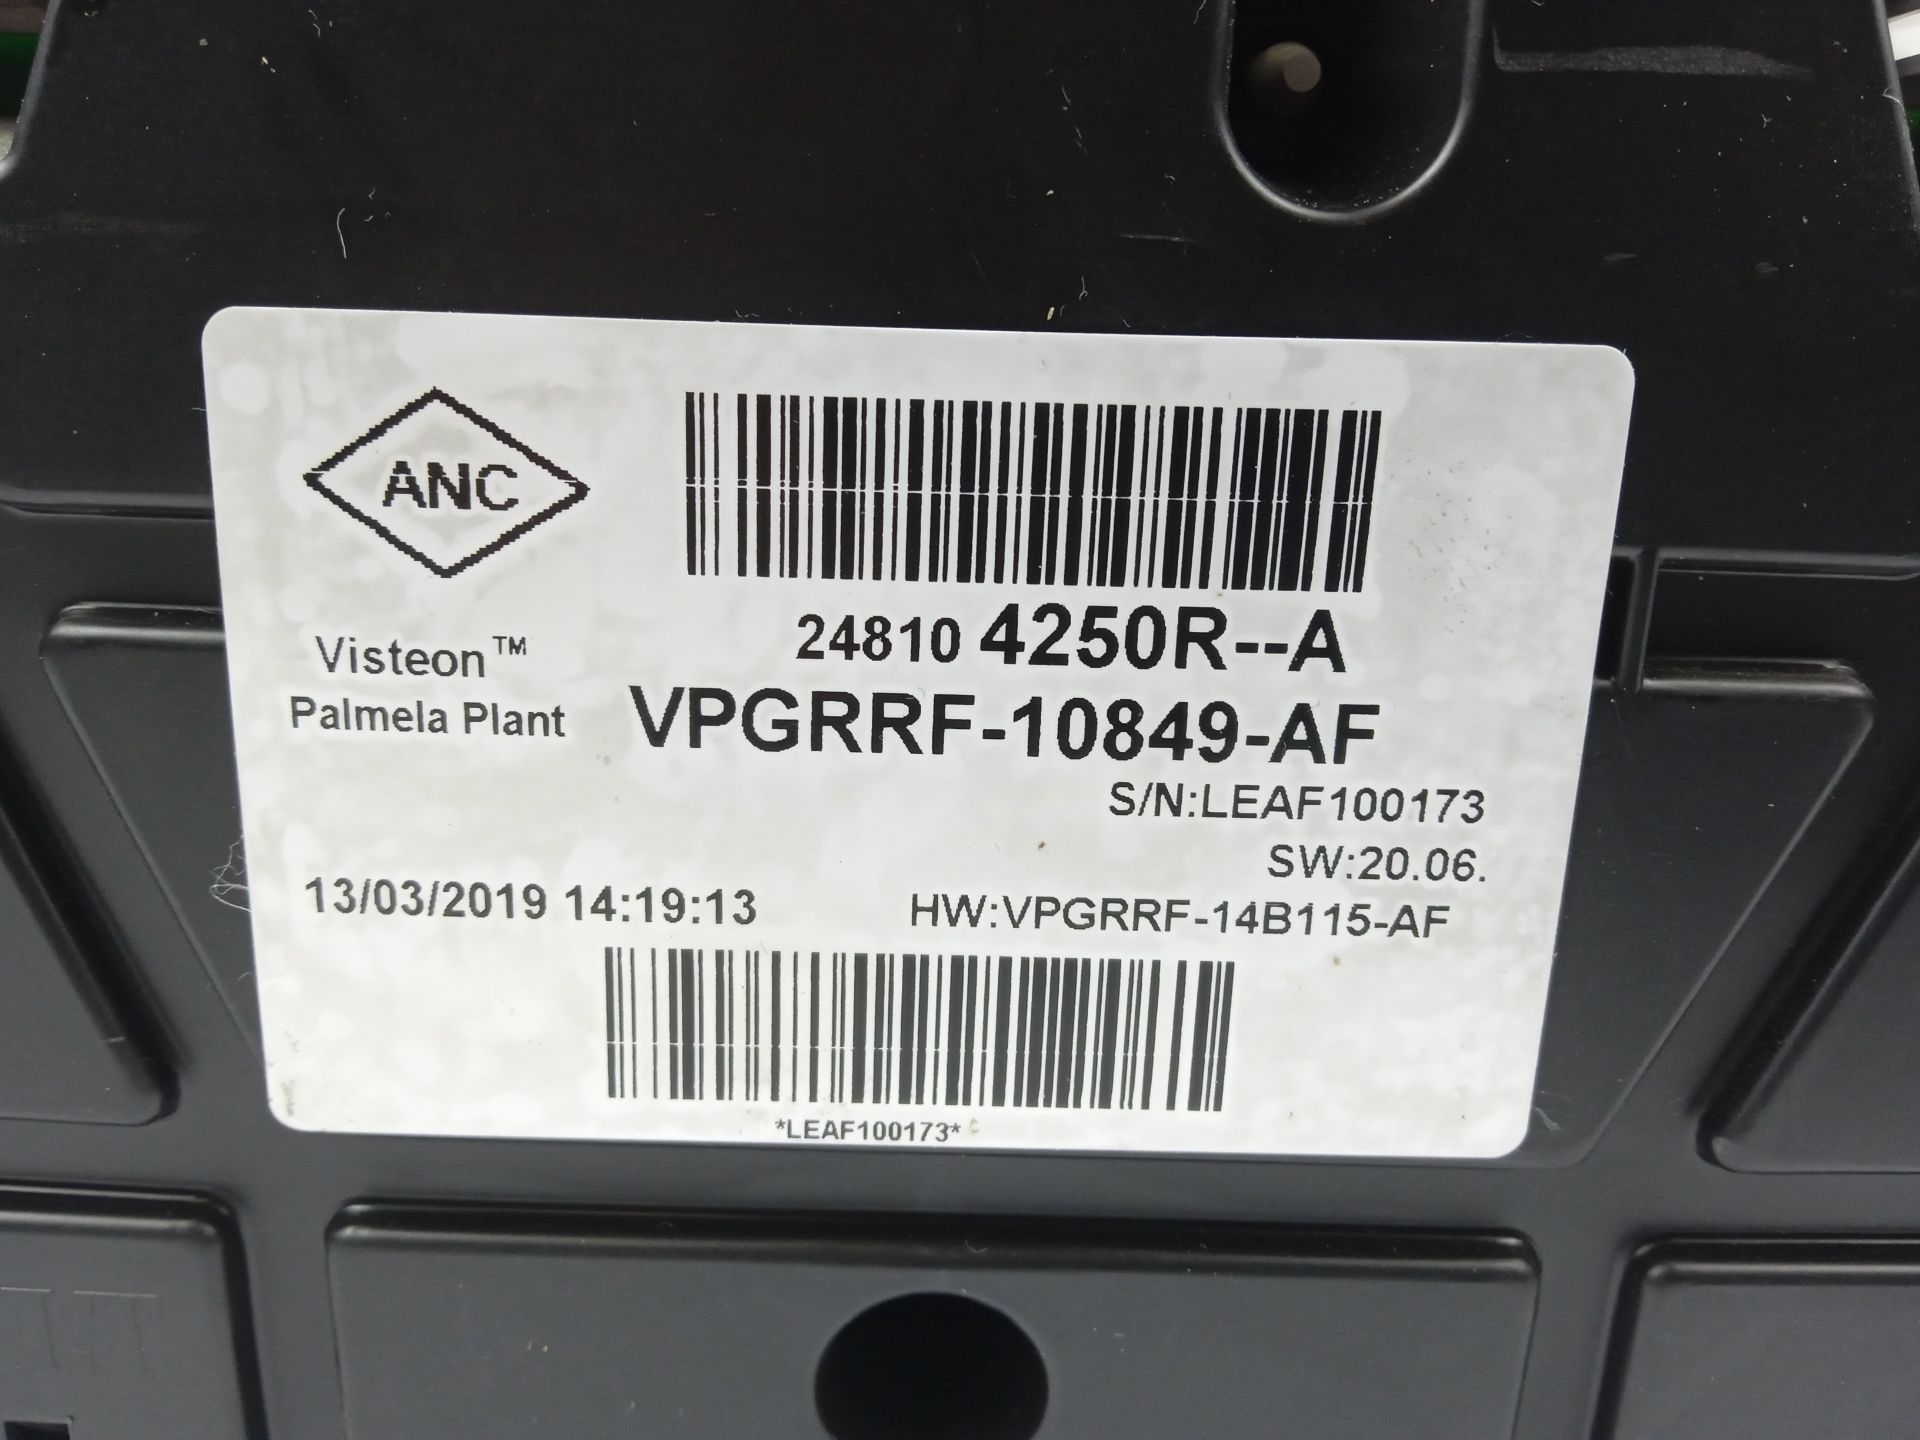 ANC
24810 4250R--A
Visteon™
Palmela Plant
VPGRRF-10849-AF
S/N:LEAF100173
SW:20.06.
13/03/2019 14:19:13
HW:VPGRRF-14B115-AF
*LEAF100173*